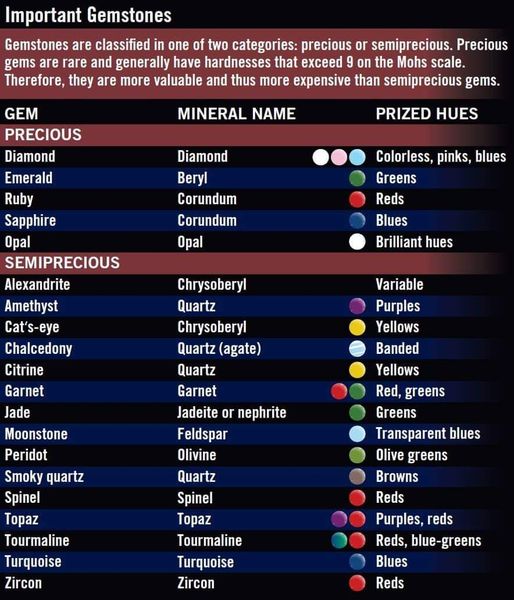 Important Gemstones
Gemstones are classified in one of two categories: precious or semiprecious. Precious
gems are rare and generally have hardnesses that exceed 9 on the Mohs scale.
Therefore, they are more valuable and thus more expensive than semiprecious gems.
GEM MINERAL NAME PRIZED HUES
PRECIOUS
Diamond Diamond Colorless, pinks, blues
Emerald Beryl Greens
Ruby Corundum Reds
Sapphire Corundum Blues
Opal Opal Brilliant hues
SEMIPRECIOUS
Alexandrite Chrysoberyl Variable
Amethyst Quartz Purples
Cat's-eye Chrysoberyl Yellows
Chalcedony Quartz (agate) Banded
Citrine Quartz Yellows
Garnet Garnet Red, greens
Jade Jadeite or nephrite Greens
Moonstone Feldspar Transparent blues
Peridot Olivine Olive greens
Smoky quartz Quartz Browns
Spinel Spinel Reds
Topaz Topaz Purples, reds
Tourmaline Tourmaline Reds, blue-greens
Turquoise Turquoise Blues
Zircon Zircon Reds